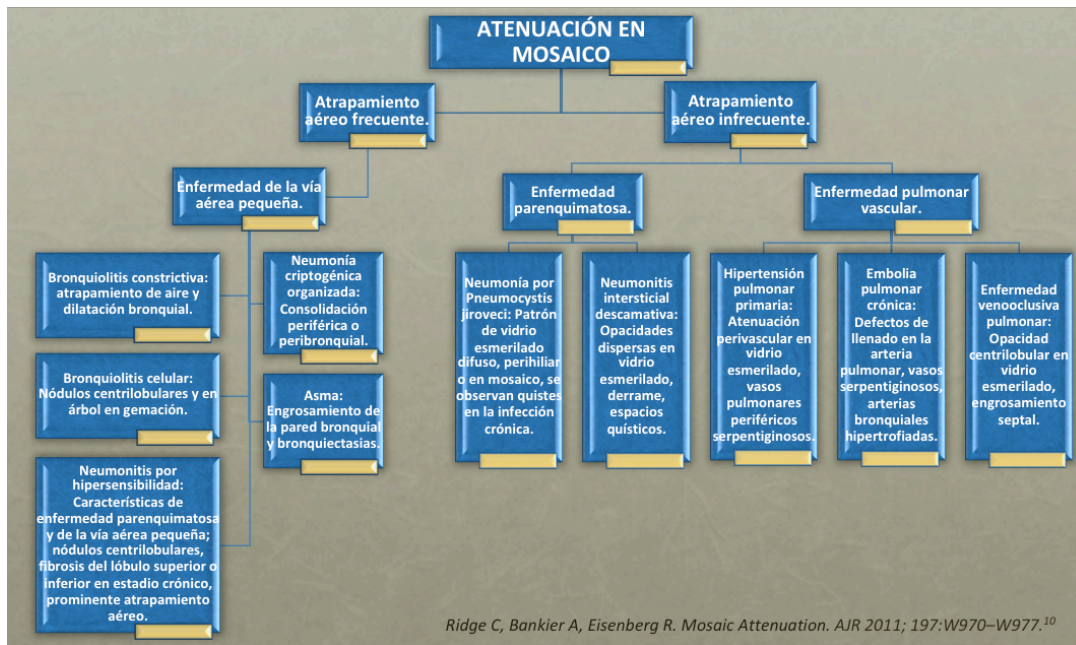 ATENUACIÓN EN
MOSAICO
Atrapamiento
aéreo frecuente.
Atrapamiento
aéreo infrecuente.
Enfermedad de la vía
aérea pequeña.
Enfermedad
parenquimatosa.
Enfermedad pulmonar
vascular.
Bronquiolitis constrictiva:
atrapamiento de aire y
dilatación bronquial.
Neumonía
criptogénica
organizada:
Consolidación
periférica o
peribronquial.
Bronquiolitis celular:
Nódulos centrilobulares y en
árbol en gemación.
Asma:
Engrosamiento de
la pared bronquial
y bronquiectasias.
Neumonitis por
hipersensibilidad:
Características de
enfermedad parenquimatosa
y de la vía aérea pequeña;
nódulos centrilobulares,
fibrosis del lóbulo superior o
inferior en estadio crónico,
prominente atrapamiento
aéreo.
Neumonía por
Pneumocystis
jiroveci: Patrón de
vidrio esmerilado
difuso, perihiliar
o en mosaico, se
observan quistes
en la infección
crónica.
Neumonitis
intersticial
descamativa:
Opacidades
dispersas en
vidrio esmerilado,
derrame, espacios
quísticos.
Hipertensión
pulmonar
primaria:
Atenuación
perivascular en
vidrio
esmerilado, vasos
pulmonares
periféricos
serpentiginosos.
Embolia
pulmonar
crónica:
Defectos de
llenado en la
arteria
pulmonar, vasos
serpentiginosos,
arterias
bronquiales
hipertrofiadas.
Enfermedad
venooclusiva
pulmonar:
Opacidad
centrilobular en
vidrio esmerilado,
engrosamiento
septal.
Ridge C, Bankier A, Eisenberg R. Mosaic Attenuation. AJR 2011; 197:W970–W977.¹⁰